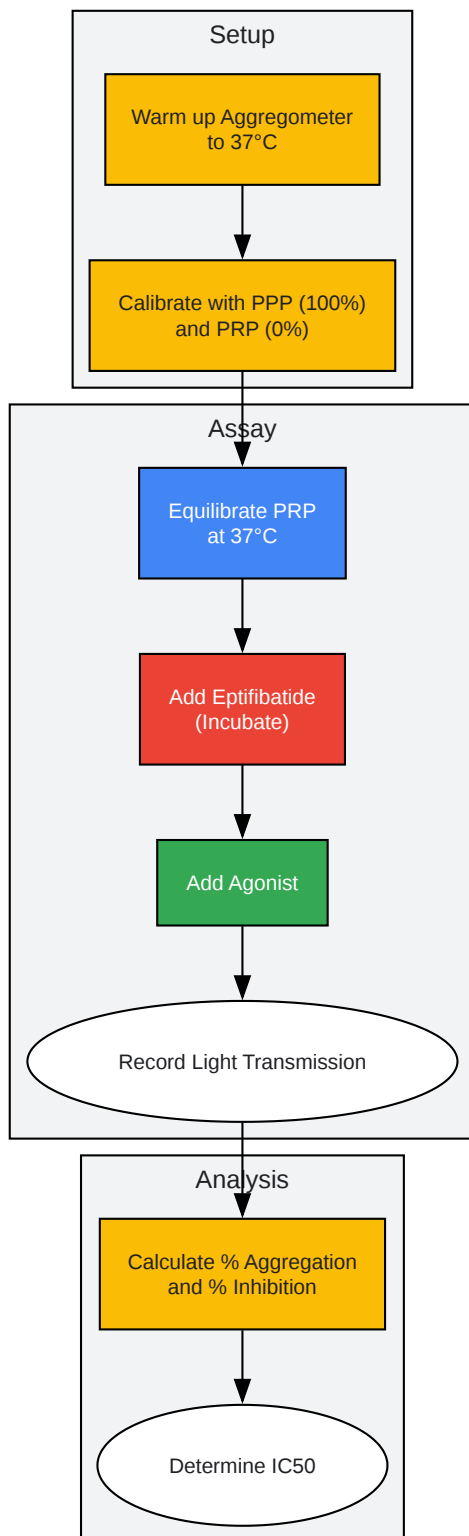 Setup
Warm up Aggregometer
to 37°C
Calibrate with PPP (100%)
and PRP (0%)
Assay
Equilibrate PRP
at 37°C
Add Eptifibatide
(Incubate)
Add Agonist
Record Light Transmission
Analysis
Calculate % Aggregation
and % Inhibition
Determine IC50